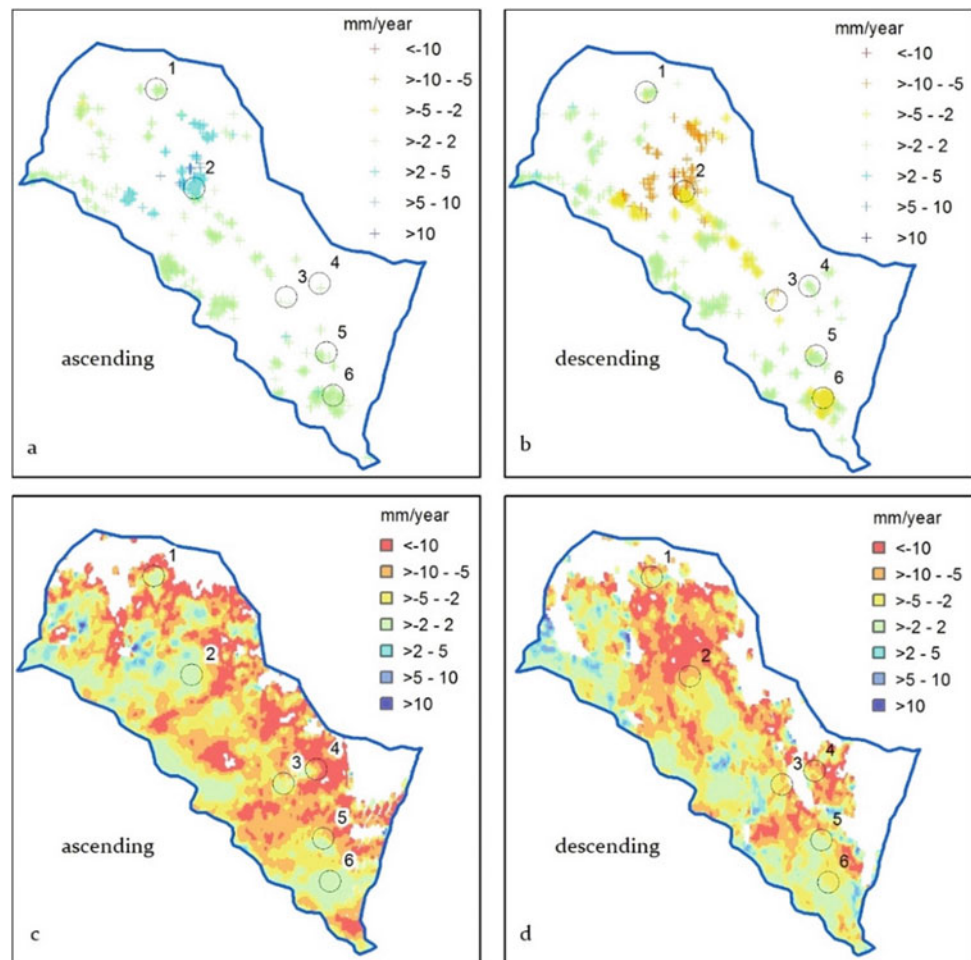 mm/year
<-10
>-10 - -5
>-5 - -2
>-2 - 2
>2 - 5
>5 - 10
>10
1
2
3
4
5
6
ascending
a
mm/year
<-10
>-10 - -5
>-5 - -2
>-2 - 2
>2 - 5
>5 - 10
>10
1
2
3
4
5
6
descending
b
mm/year
<-10
>-10 - -5
>-5 - -2
>-2 - 2
>2 - 5
>5 - 10
>10
1
2
3
4
5
6
ascending
c
mm/year
<-10
>-10 - -5
>-5 - -2
>-2 - 2
>2 - 5
>5 - 10
>10
1
2
3
4
5
6
descending
d